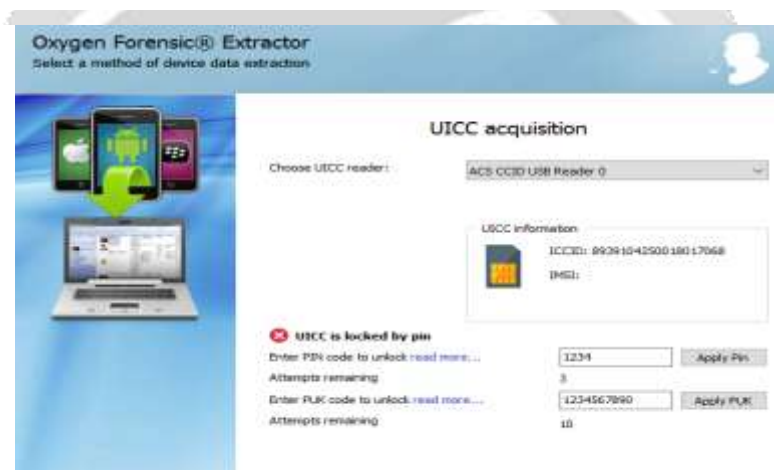 Oxygen Forensic® Extractor
Select a method of device data extraction
UICC acquisition
Choose UICC reader: ACS CCID USB Reader 0
UICC information
ICCID: 8939104250018017068
IMSI:
UICC is locked by pin
Enter PIN code to unlock read more... 1234 Apply Pin
Attempts remaining 3
Enter PUK code to unlock read more... 1234567890 Apply PUK
Attempts remaining 10